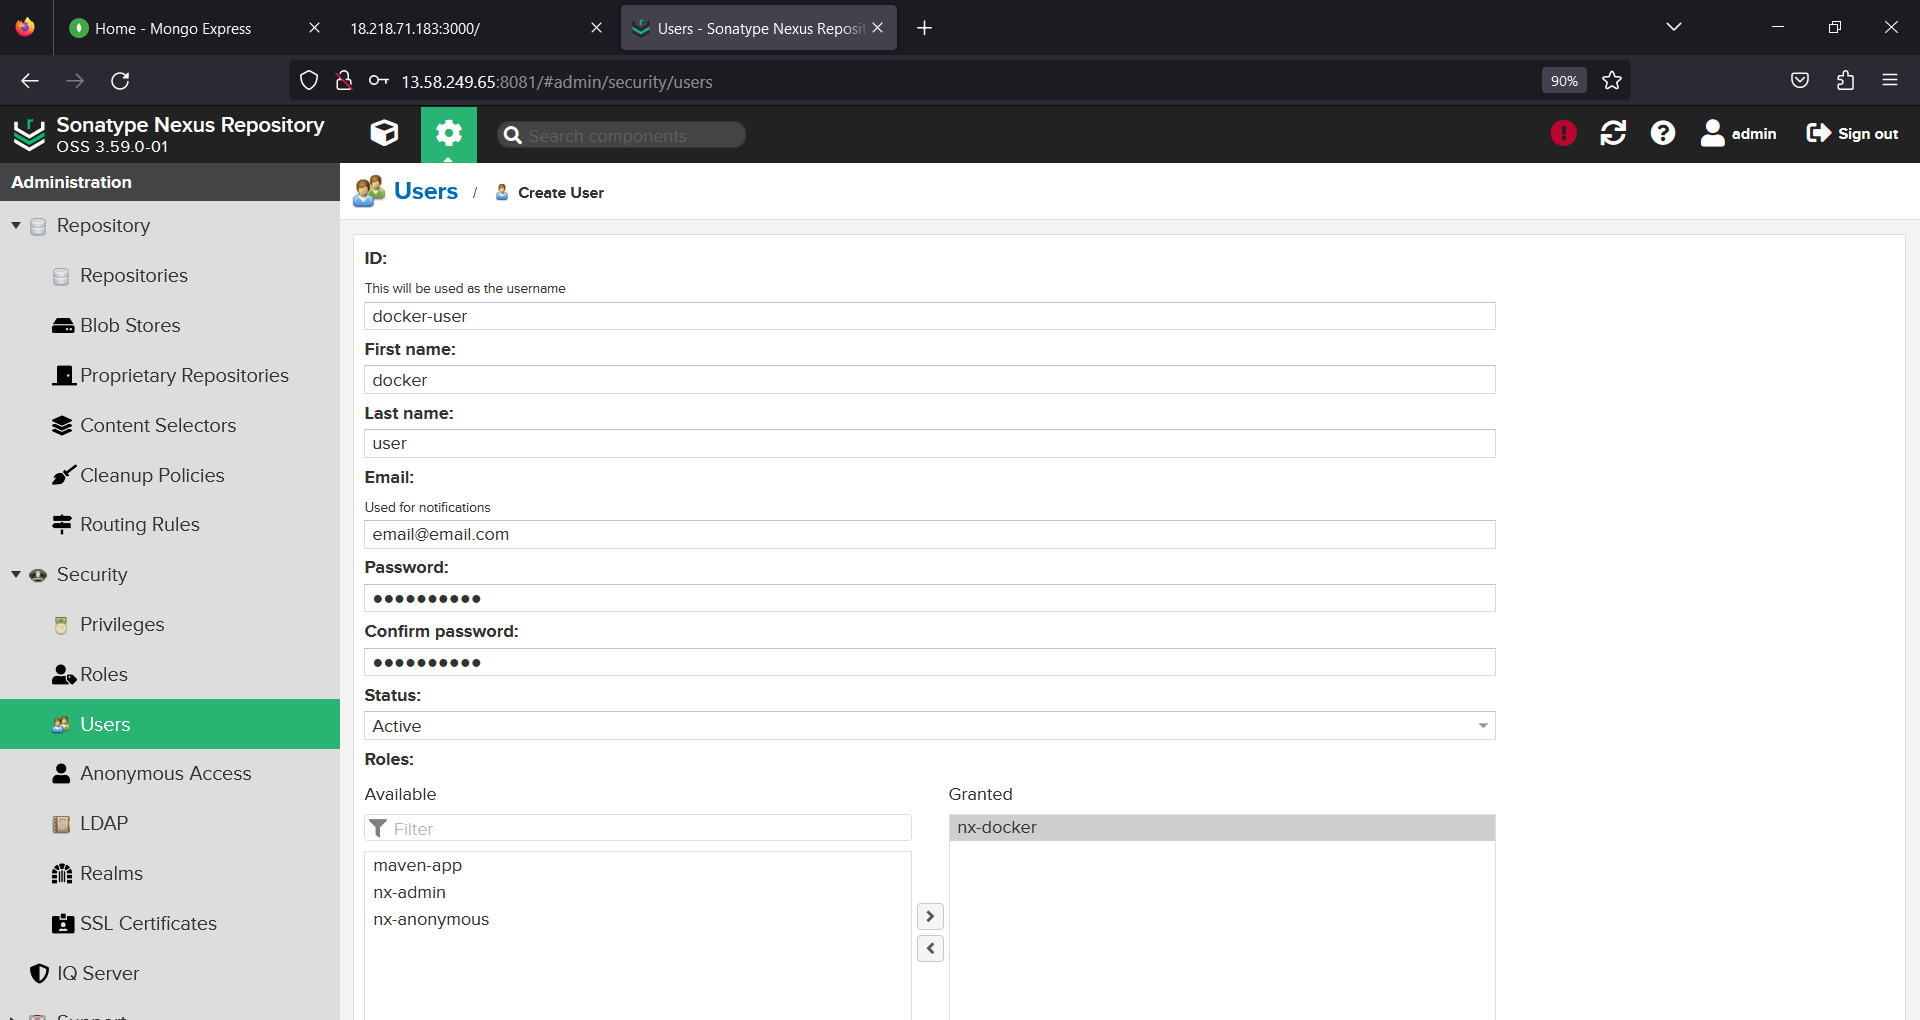 Home - Mongo Express
18.218.71.183:3000/
Users - Sonatype Nexus Reposit
13.58.249.65:8081/#admin/security/users
90%
Sonatype Nexus Repository
OSS 3.59.0-01
Search components
admin
Sign out
Administration
Users / Create User
Repository
Repositories
Blob Stores
Proprietary Repositories
Content Selectors
Cleanup Policies
Routing Rules
Security
Privileges
Roles
Users
Anonymous Access
LDAP
Realms
SSL Certificates
IQ Server
Support
ID:
This will be used as the username
docker-user
First name:
docker
Last name:
user
Email:
Used for notifications
email@email.com
Password:
●●●●●●●●●●
Confirm password:
●●●●●●●●●●
Status:
Active
Roles:
Available
Filter
maven-app
nx-admin
nx-anonymous
Granted
nx-docker